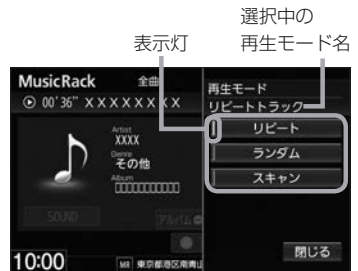 選択中の
表示灯
再生モード名
MusicRack
全曲
00'36" XXXXXXXX
Artist
XXXX
Genre
その他
Album
□□□□□□□□□□□
SOUND
アルバム
10:00
MR
東京都港区南青山
再生モード
リピートトラック
リピート
ランダム
スキャン
閉じる